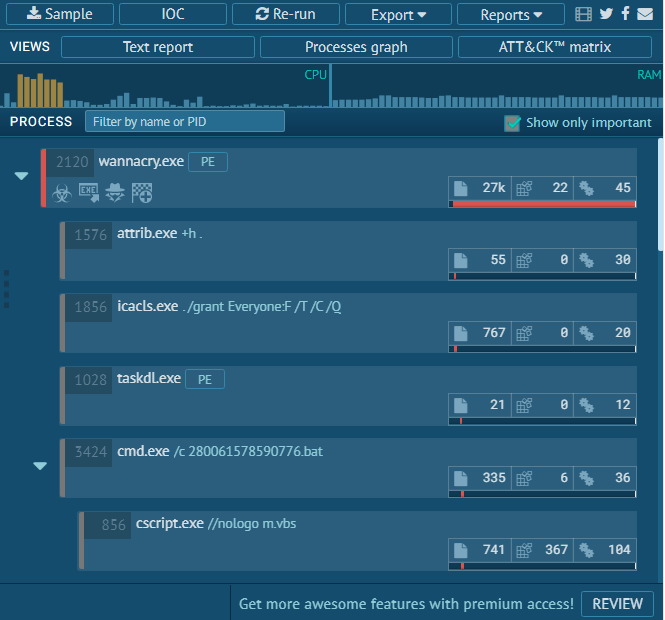 Sample IOC Re-run Export Reports
VIEWS Text report Processes graph ATT&CK™ matrix
CPU RAM
PROCESS Filter by name or PID Show only important
2120 wannacry.exe PE
EXE
27k 22 45
1576 attrib.exe +h .
55 0 30
1856 icacls.exe . /grant Everyone:F /T /C /Q
767 0 20
1028 taskdl.exe PE
21 0 12
3424 cmd.exe /c 280061578590776.bat
335 6 36
856 cscript.exe //nologo m.vbs
741 367 104
Get more awesome features with premium access! REVIEW